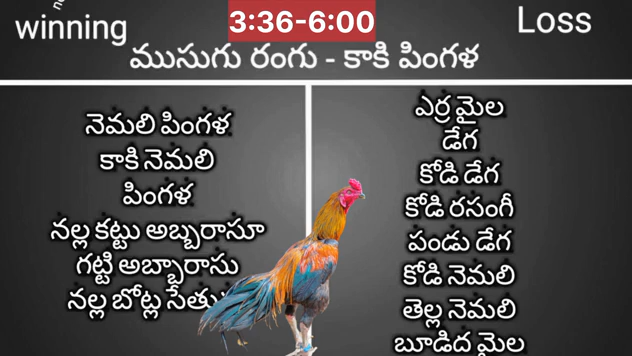 3:36-6:00
winning
Loss
ముసుగు రంగు - కాకి పింగళ
నెమలి పింగళ
కాకి నెమలి
పింగళ
నల్ల కట్టు అబ్బరాసూ
గట్టి అబ్బారాసు
నల్ల బోట్ల
ఎర్ర మైల
డేగ
కోడి డేగ
కోడి రసంగీ
పండు డేగ
కోడి నెమలి
తెల్ల నెమలి
బూడిద మైల